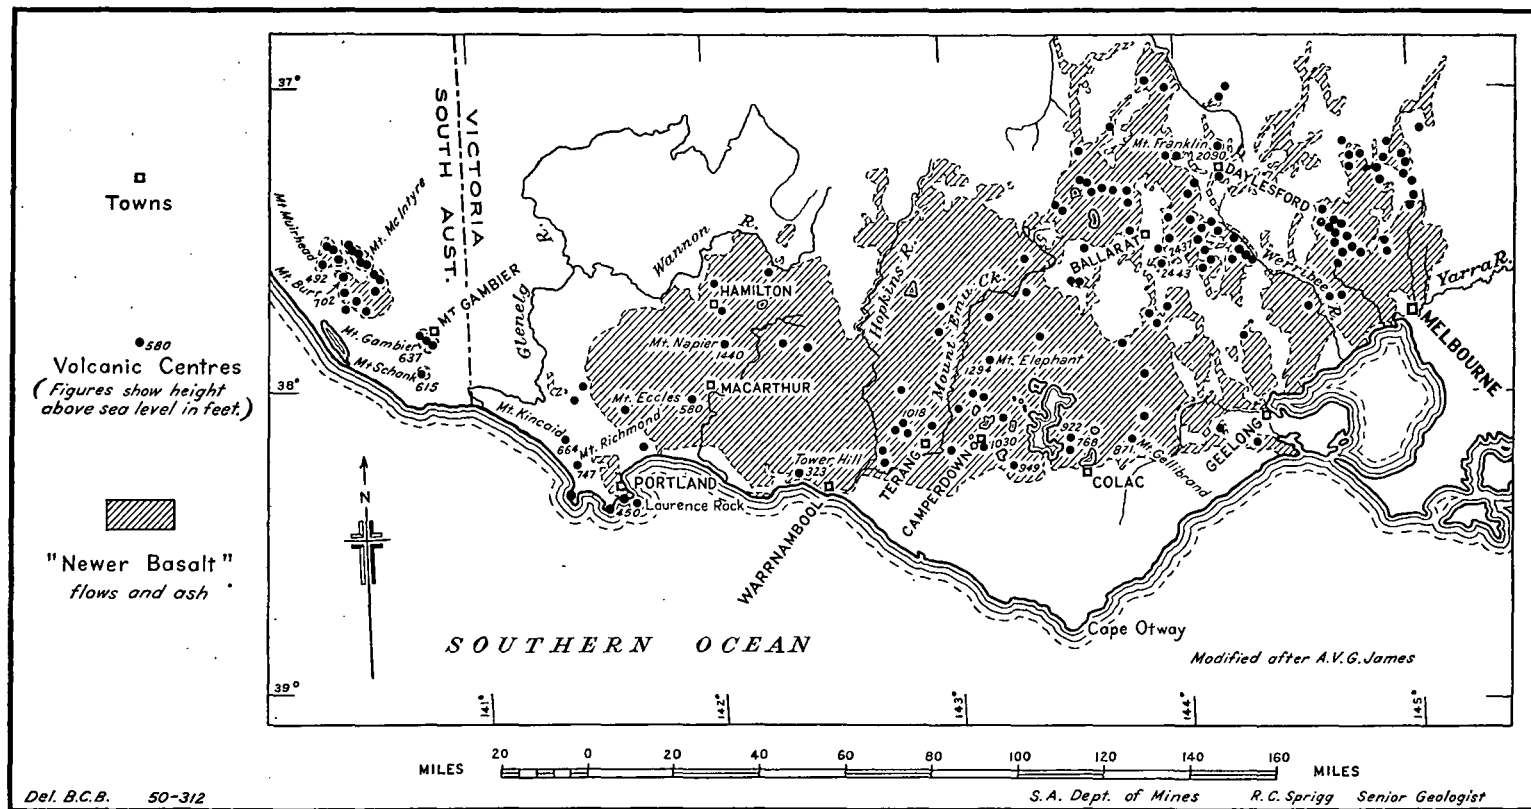 Towns
580
Volcanic Centres
(Figures show height
above sea level in feet.)
"Newer Basalt"
flows and ash
37°
38°
39°
141°
142°
143°
144°
145°
VICTORIA
SOUTH AUST.
Mt Muirhead
Mt. McIntyre
492
Mt. Burr
702
MT GAMBIER
Mt. Gambier
637
Mt Schank
615
Glenelg R.
Wannon R.
HAMILTON
Mt. Napier
1440
MACARTHUR
Mt. Eccles
580
Mt. Kincaid
664
Mt. Richmond
747
PORTLAND
450
Laurence Rock
Tower Hill
323
WARRNAMBOOL
Hopkins R.
Mount Emu Ck.
Mt. Elephant
1294
1018
TERANG
CAMPERDOWN
1030
949
922
768
COLAC
871
Mt Gellibrand
GEELONG
Mt. Franklin
2090
DAYLESFORD
BALLARAT
2437
2443
Werribee R.
Yarra R.
MELBOURNE
Cape Otway
SOUTHERN OCEAN
Modified after A.V.G. James
N
MILES
20
0
20
40
60
80
100
120
140
160
MILES
Del. B.C.B. 50-312
S.A. Dept. of Mines
R.C. Sprigg Senior Geologist